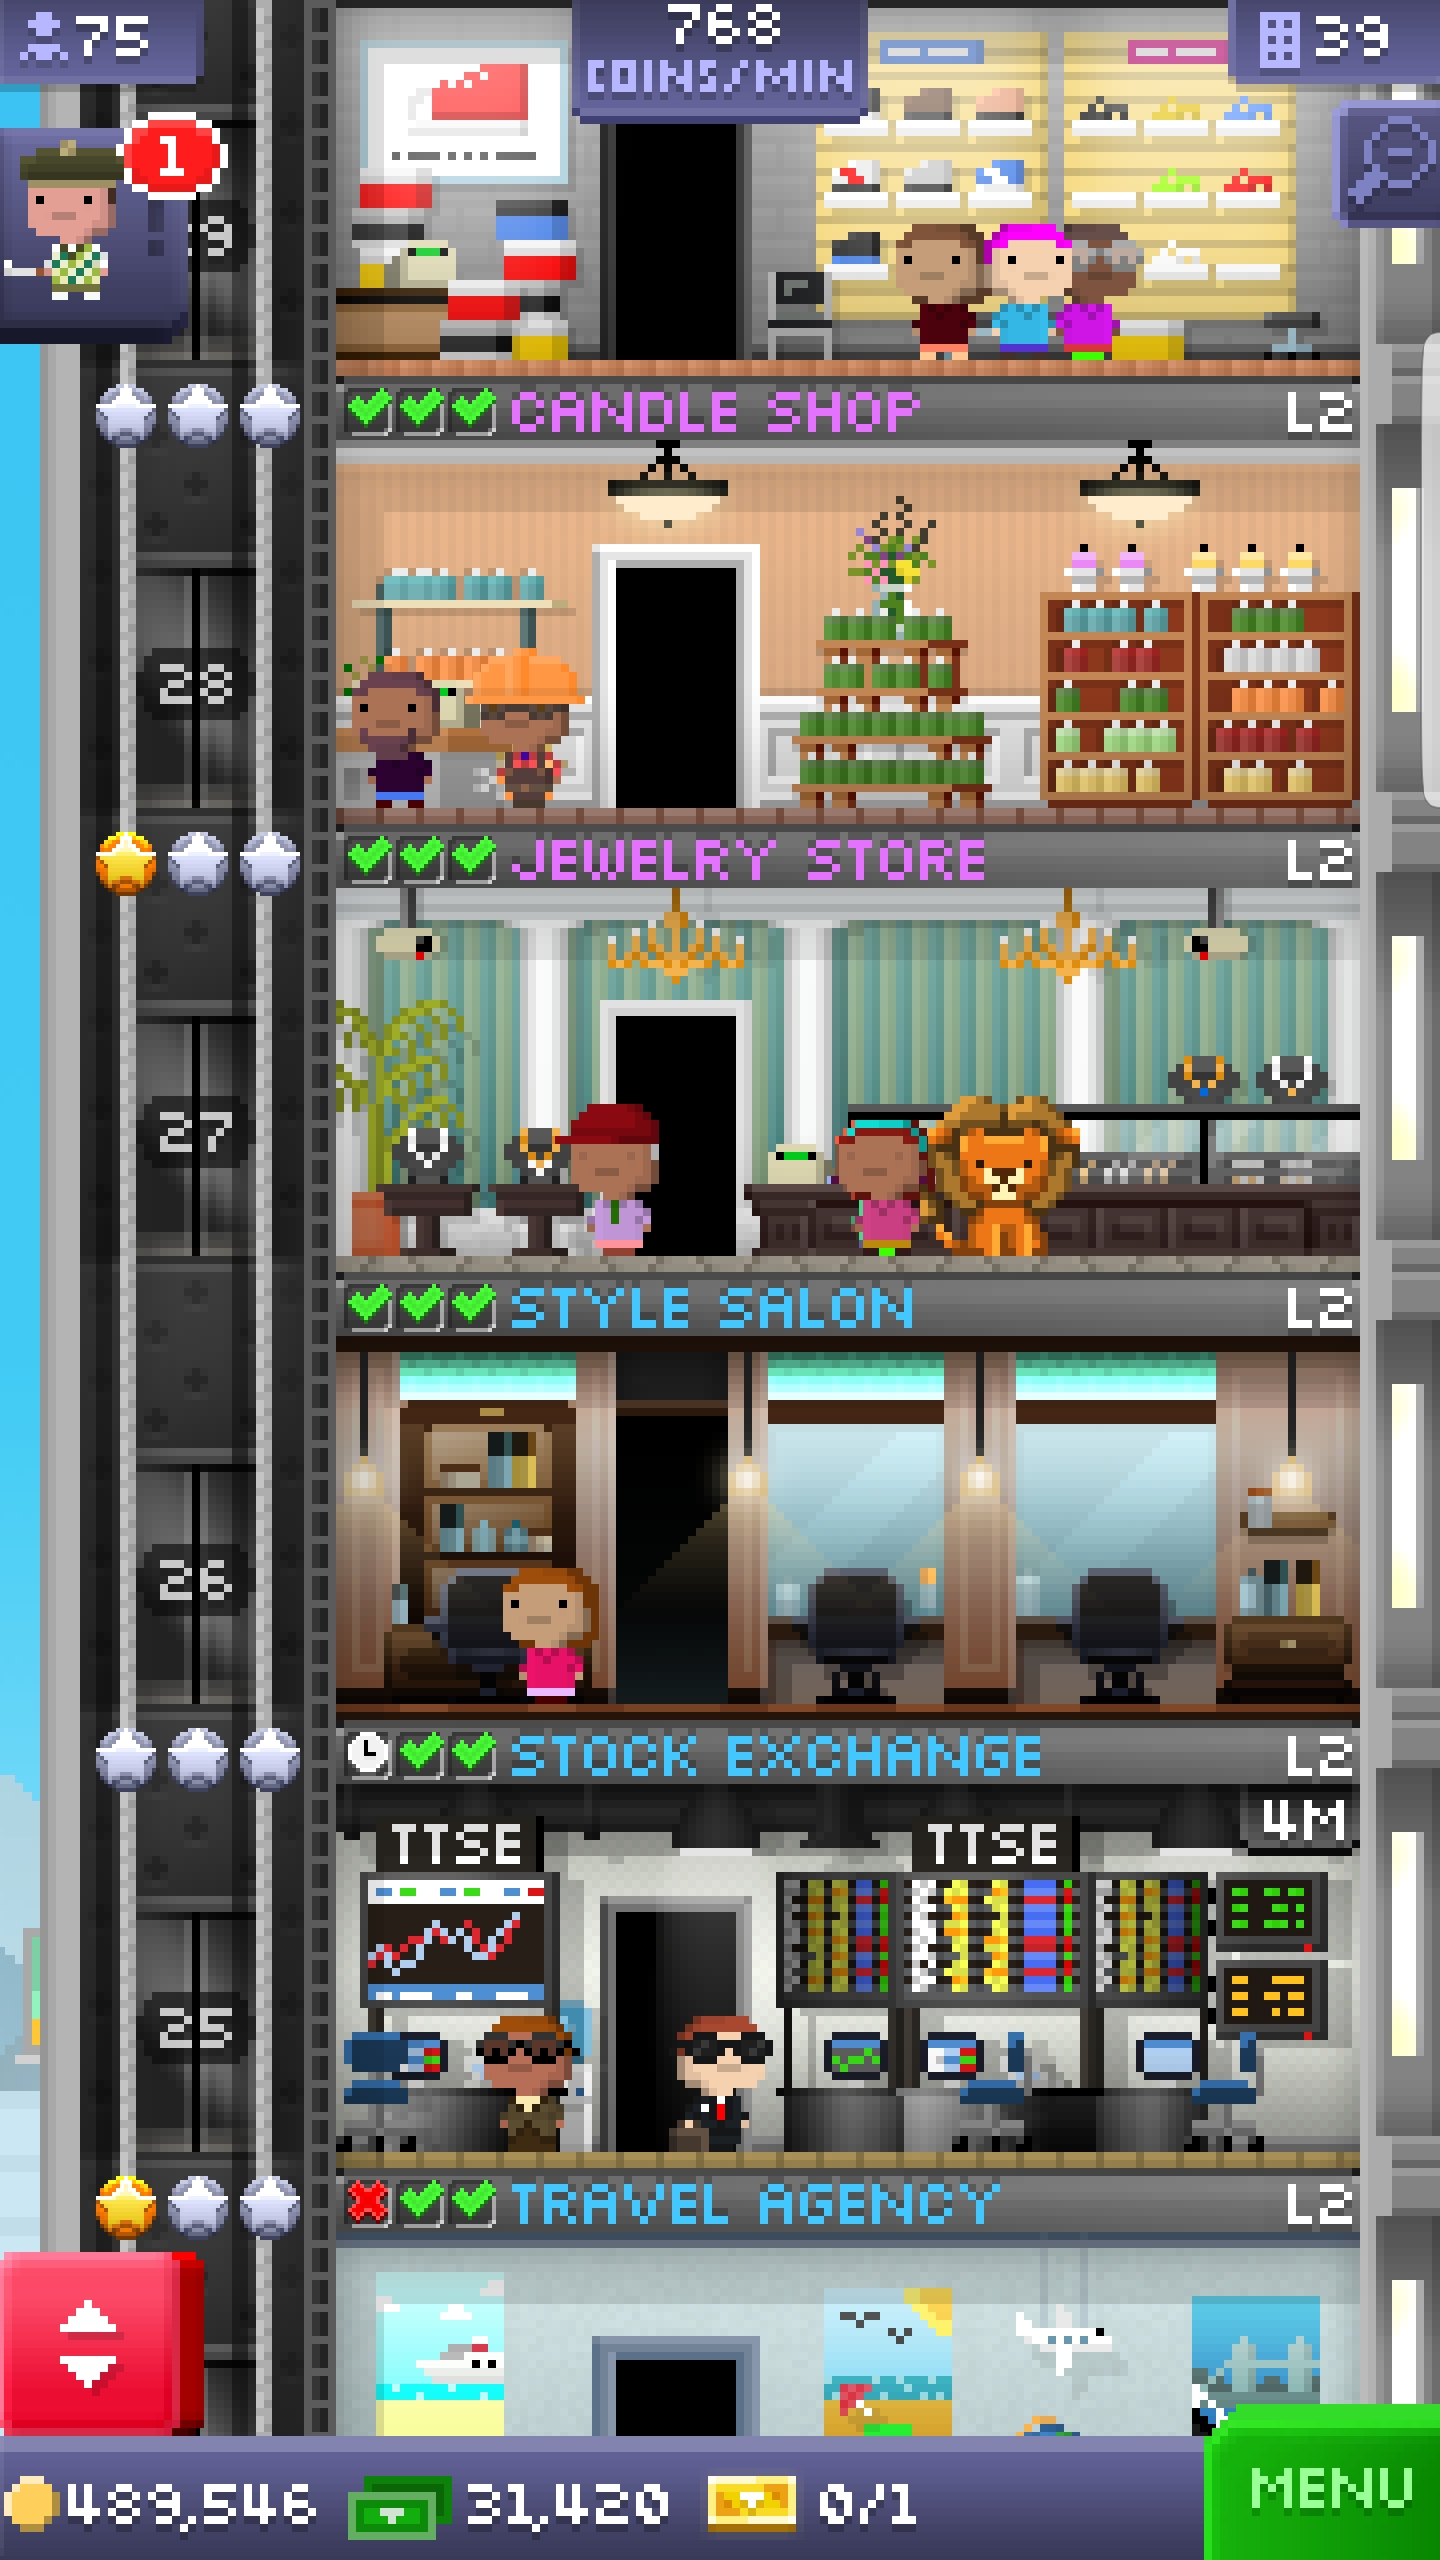 75
768
COINS/MIN
39
1
CANDLE SHOP L2
28
JEWELRY STORE L2
27
STYLE SALON L2
26
STOCK EXCHANGE L2
4M
TTSE TTSE
25
TRAVEL AGENCY L2
489,546 31,420 0/1
MENU